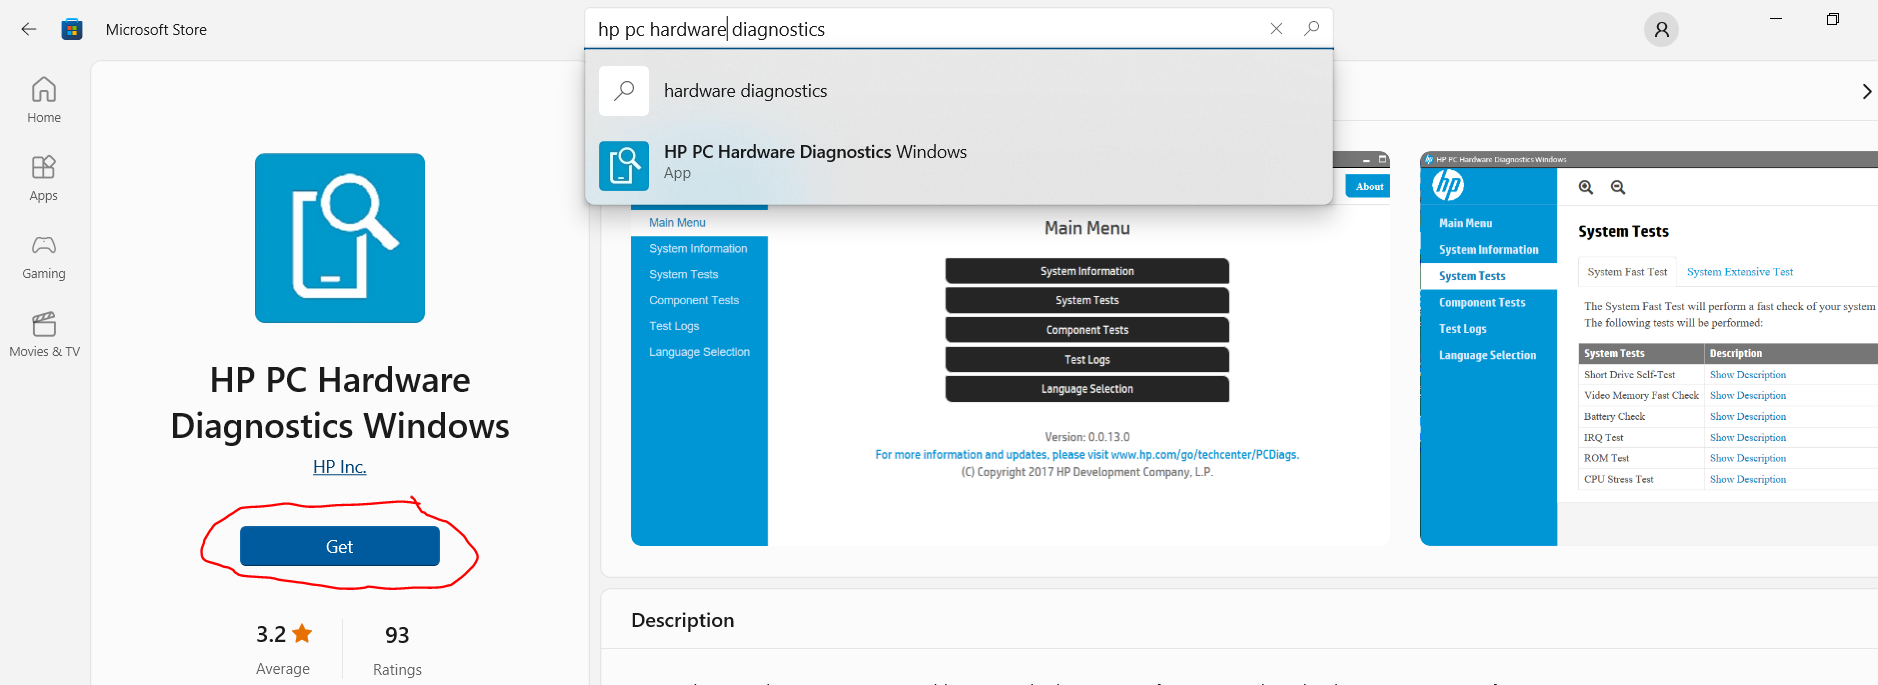 Microsoft Store
hp pc hardware diagnostics
hardware diagnostics
HP PC Hardware Diagnostics Windows
App
Home
Apps
Gaming
Movies & TV
HP PC Hardware
Diagnostics Windows
HP Inc.
Get
3.2
Average
93
Ratings
About
Main Menu
System Information
System Tests
Component Tests
Test Logs
Language Selection
Main Menu
System Information
System Tests
Component Tests
Test Logs
Language Selection
Version: 0.0.13.0
For more information and updates, please visit www.hp.com/go/techcenter/PCDiags.
(C) Copyright 2017 HP Development Company, L.P.
HP PC Hardware Diagnostics Windows
hp
Main Menu
System Information
System Tests
Component Tests
Test Logs
Language Selection
System Tests
System Fast Test System Extensive Test
The System Fast Test will perform a fast check of your system
The following tests will be performed:
System Tests Description
Short Drive Self-Test Show Description
Video Memory Fast Check Show Description
Battery Check Show Description
IRQ Test Show Description
ROM Test Show Description
CPU Stress Test Show Description
Description